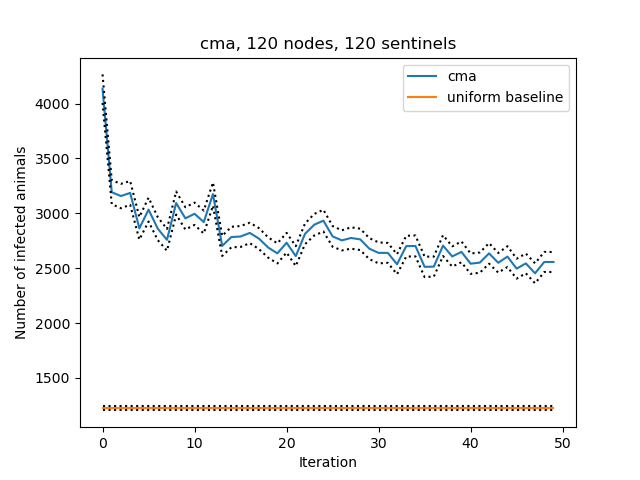 cma, 120 nodes, 120 sentinels
cma
uniform baseline
Number of infected animals
4000
3500
3000
2500
2000
1500
0 10 20 30 40 50
Iteration